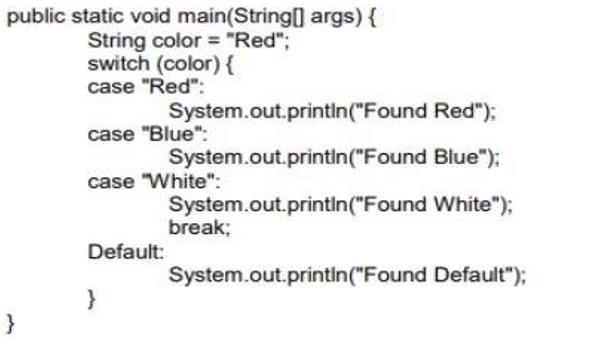 public static void main(String[] args) {
String color = "Red";
switch (color) {
case "Red":
System.out.println("Found Red");
case "Blue":
System.out.println("Found Blue");
case "White":
System.out.println("Found White");
break;
Default:
System.out.println("Found Default");
}
}